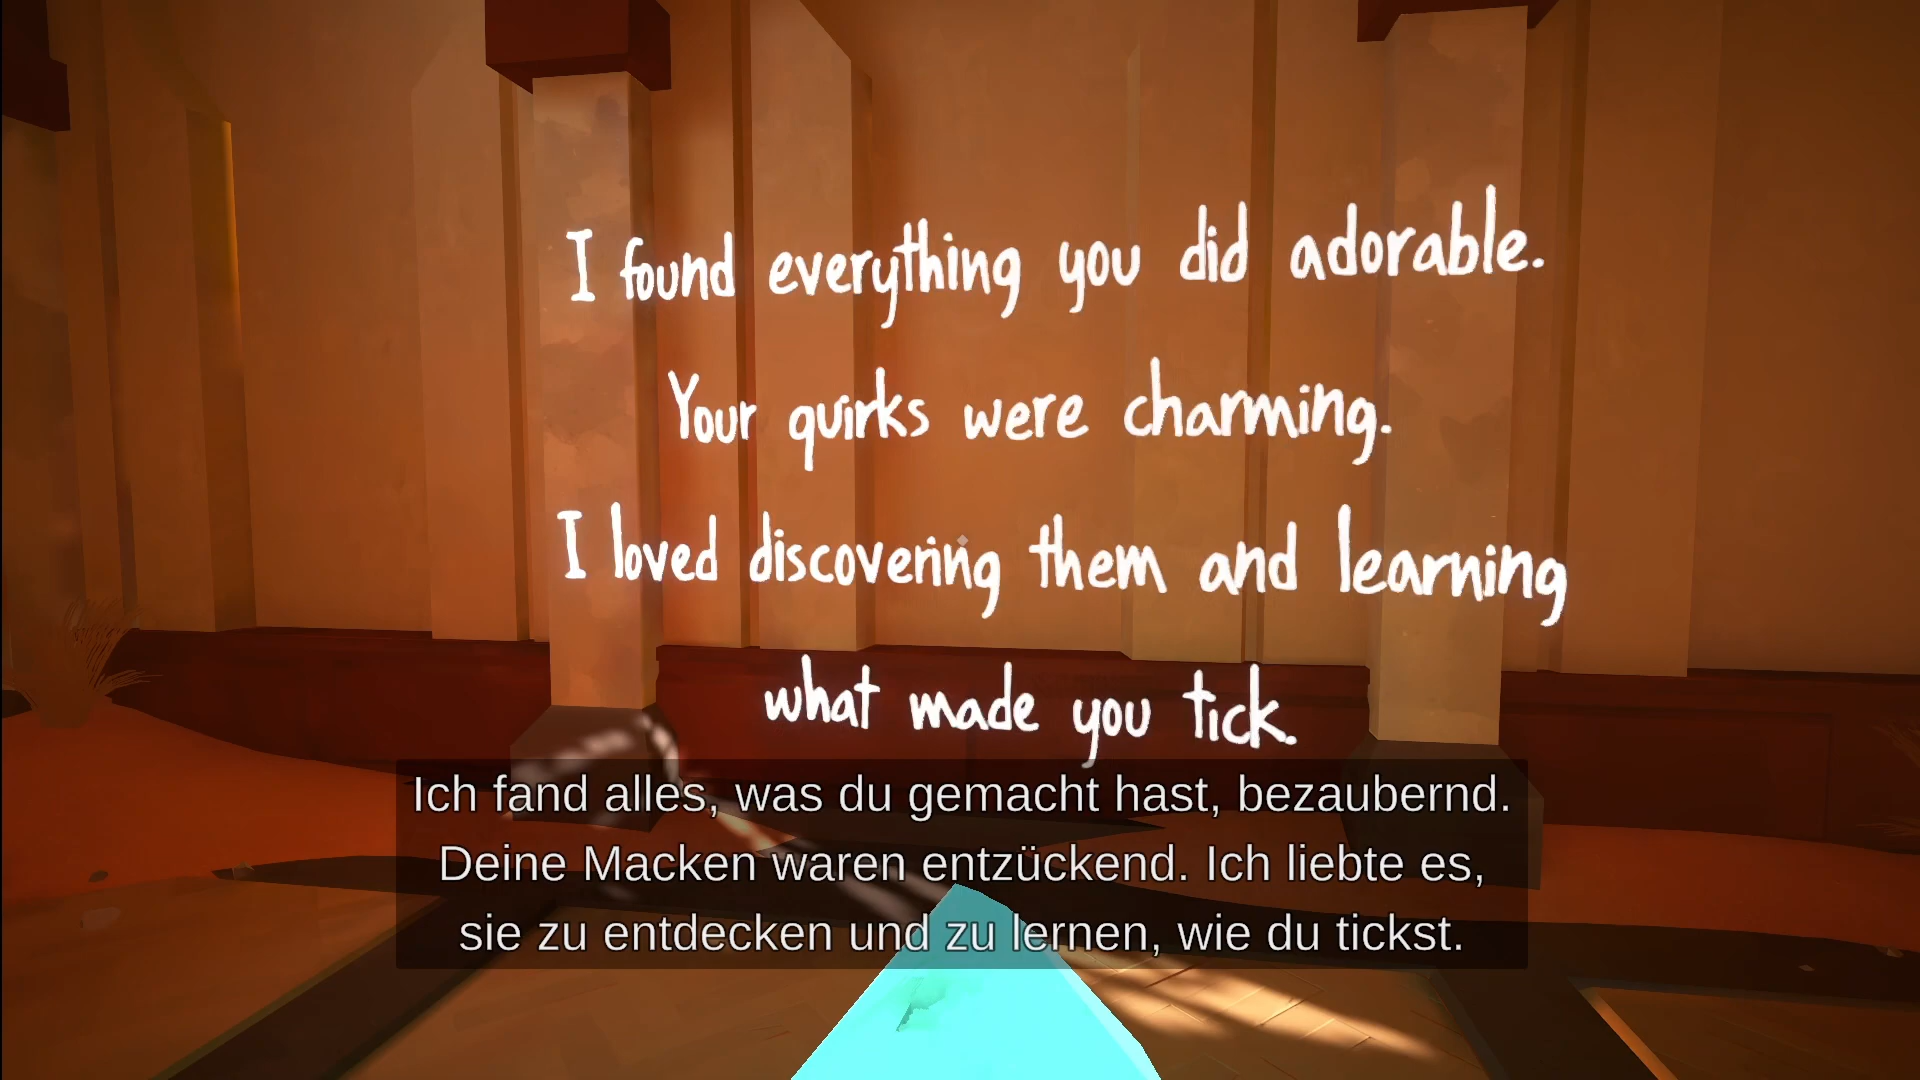 I found everything you did adorable.
Your quirks were charming.
I loved discovering them and learning
what made you tick.
Ich fand alles, was du gemacht hast, bezaubernd.
Deine Macken waren entzückend. Ich liebte es,
sie zu entdecken und zu lernen, wie du tickst.